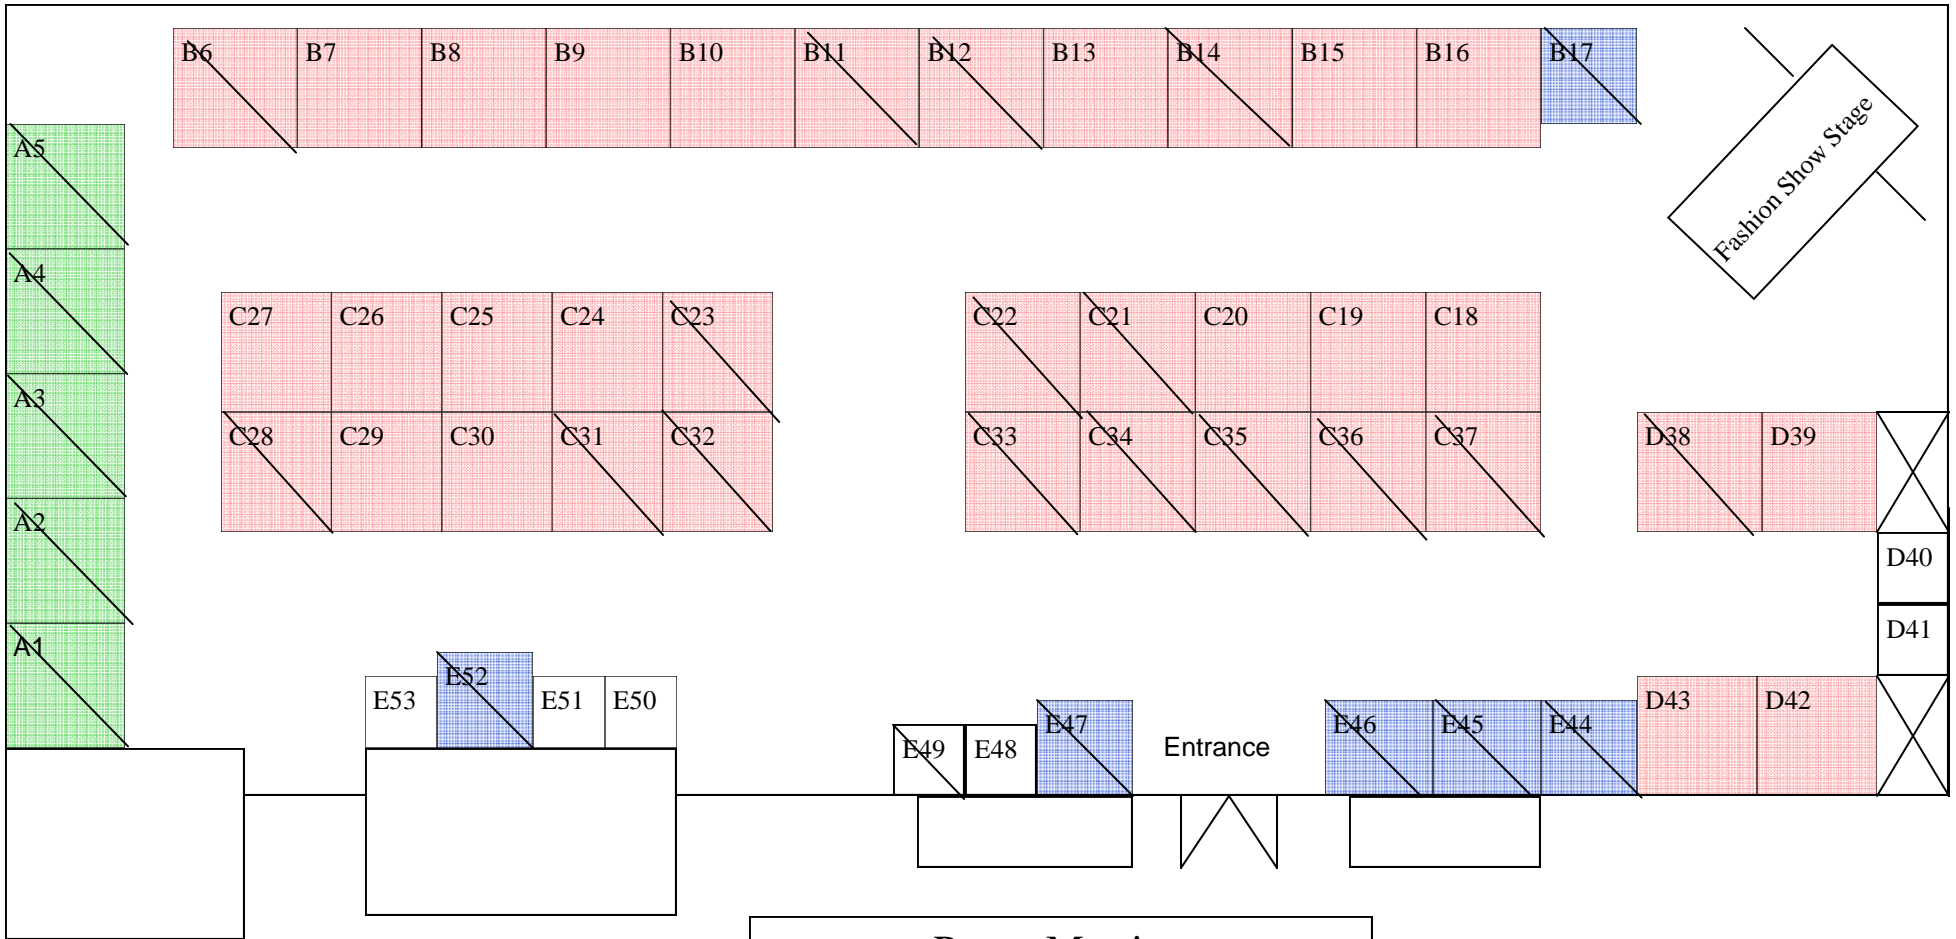 B6 B7 B8 B9 B10 B11 B12 B13 B14 B15 B16 B17
Fashion Show Stage
A5
A4
A3
A2
A1
C27 C26 C25 C24 C23 C22 C21 C20 C19 C18
C28 C29 C30 C31 C32 C33 C34 C35 C36 C37 D38 D39
D40
D41
E53 E52 E51 E50 E49 E48 E47 Entrance E46 E45 E44 D43 D42